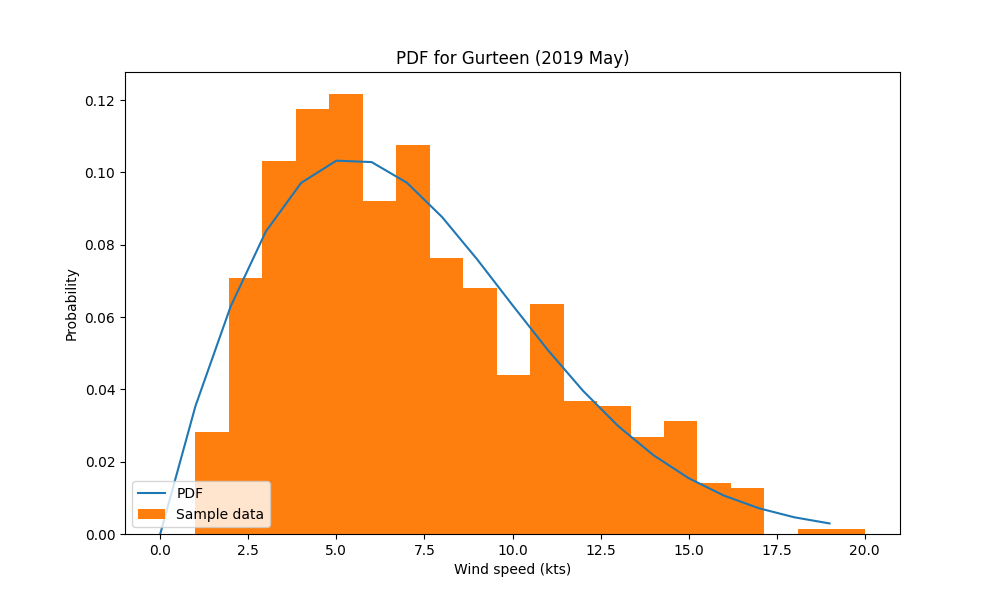 PDF for Gurteen (2019 May)
Probability
0.12
0.10
0.08
0.06
0.04
0.02
0.00
PDF
Sample data
0.0 2.5 5.0 7.5 10.0 12.5 15.0 17.5 20.0
Wind speed (kts)